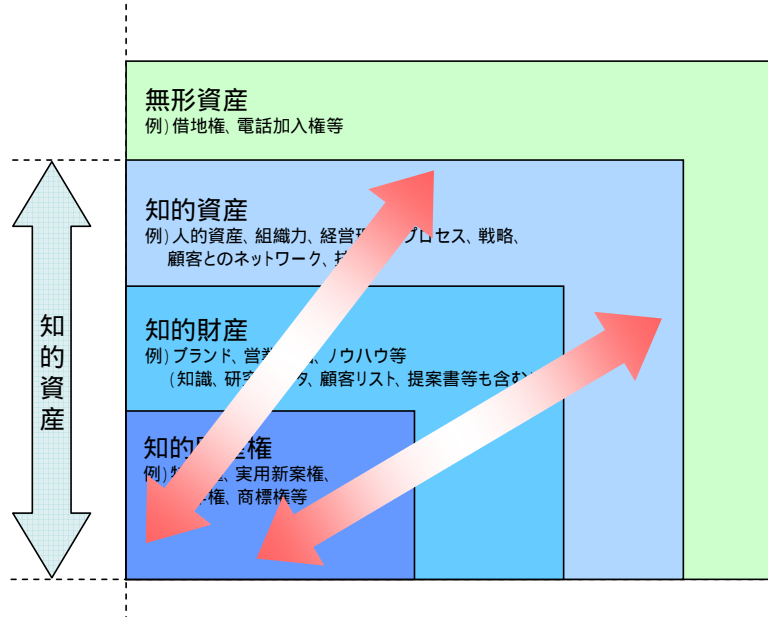 無形資産
例)借地権、電話加入権等
知的資産
例)人的資産、組織力、経営 プロセス、戦略、
顧客とのネットワーク、
知的財産
例)ブランド、営業 、ノウハウ等
(知識、研究 タ、顧客リスト、提案書等も含む
知的 権
例) 、実用新案権、
権、商標権等
知的資産